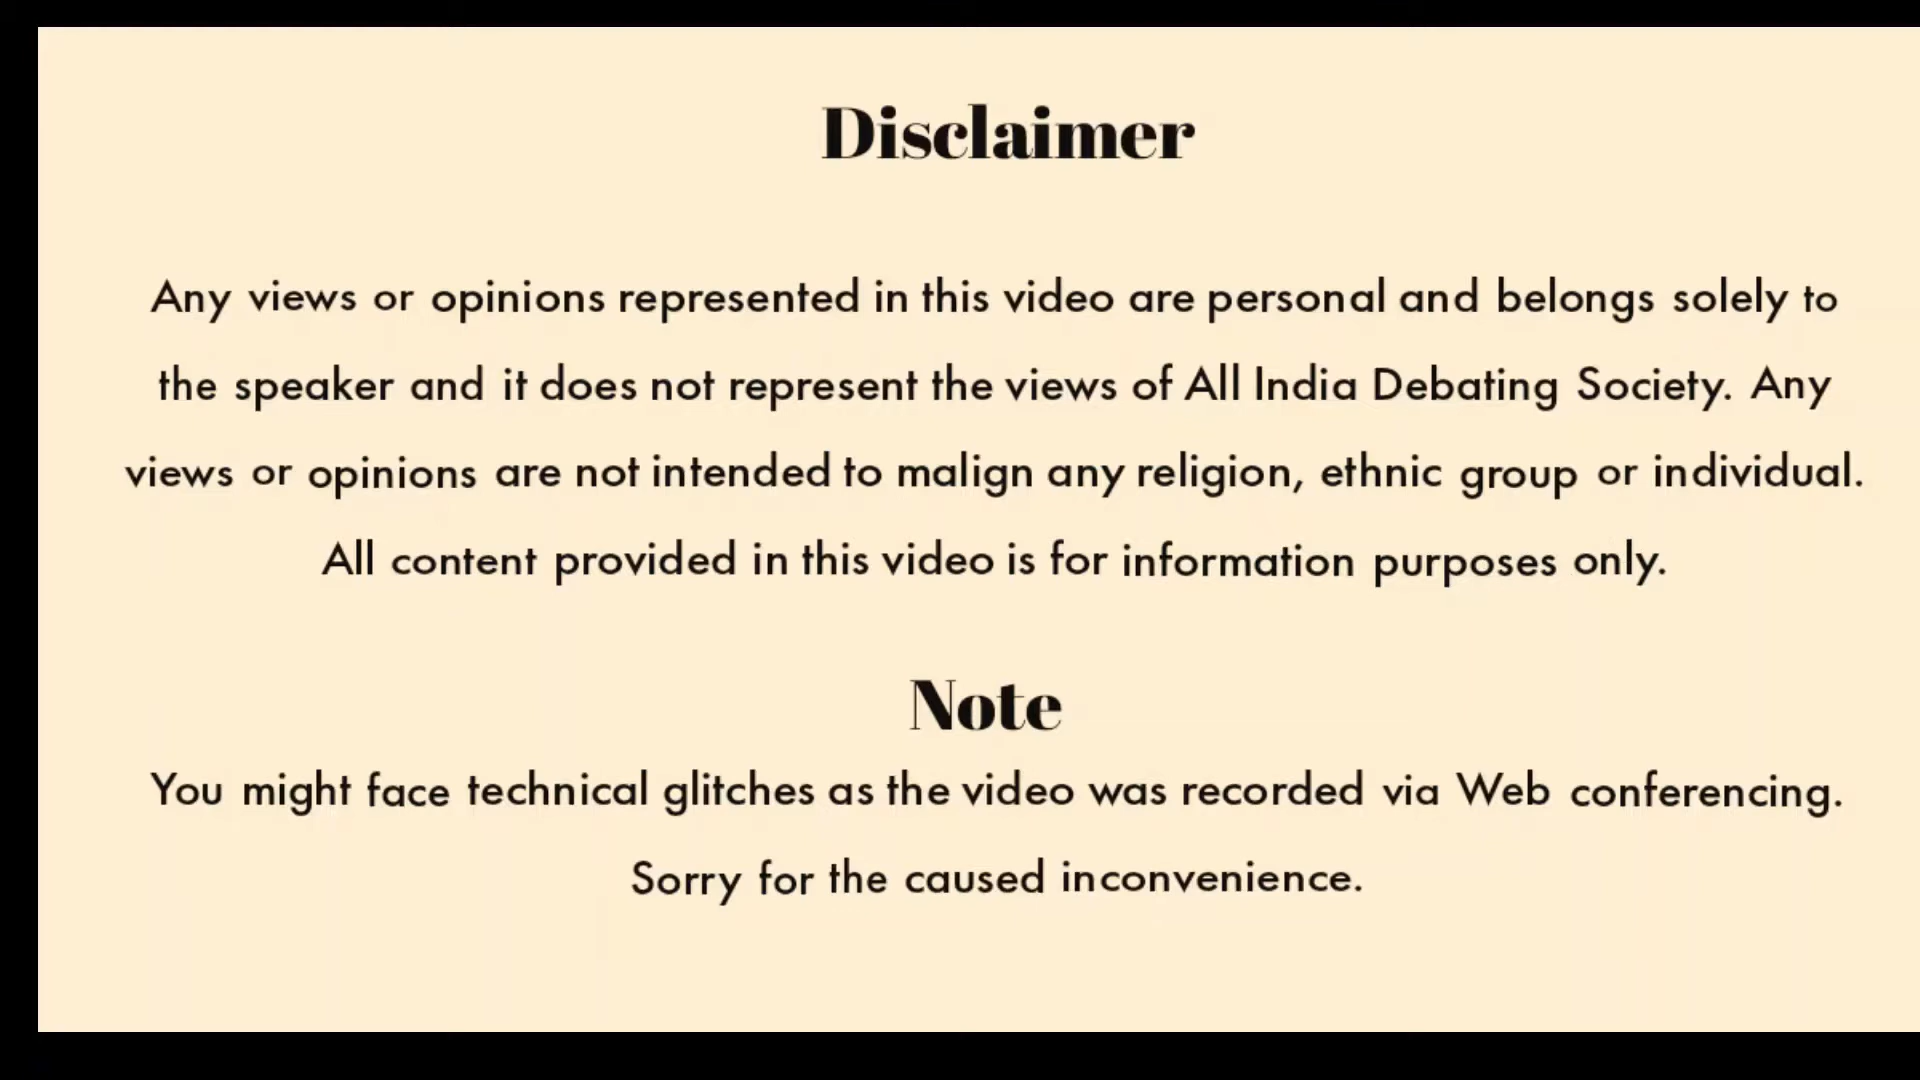 Disclaimer
Any views or opinions represented in this video are personal and belongs solely to
the speaker and it does not represent the views of All India Debating Society. Any
views or opinions are not intended to malign any religion, ethnic group or individual.
All content provided in this video is for information purposes only.
Note
You might face technical glitches as the video was recorded via Web conferencing.
Sorry for the caused inconvenience.